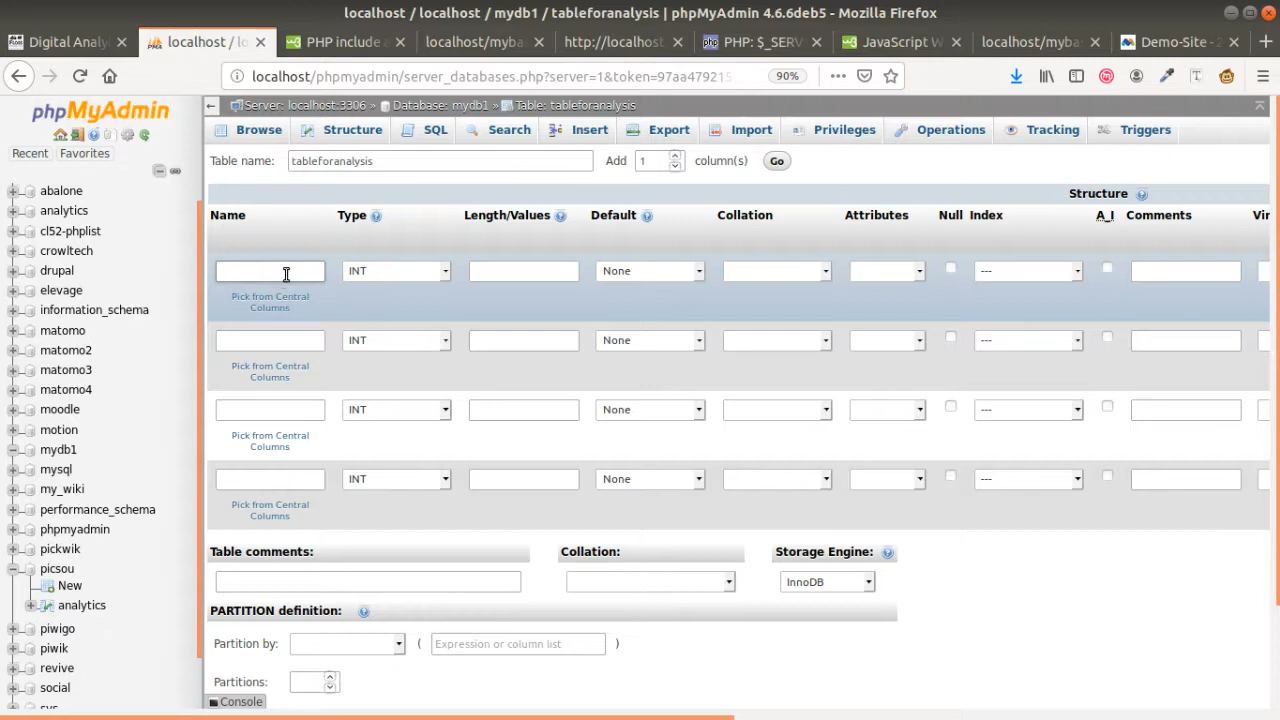 localhost / localhost / mydb1 / tableforanalysis | phpMyAdmin 4.6.6deb5 - Mozilla Firefox
Digital Analy localhost / lo PHP include a localhost/myba http://localhost PHP: $_SERV JavaScript W localhost/myba Demo-Site - 2
localhost/phpmyadmin/server_databases.php?server=1&token=97aa479215 90%
phpMyAdmin
Recent Favorites
abalone
analytics
cl52-phplist
crowltech
drupal
elevage
information_schema
matomo
matomo2
matomo3
matomo4
moodle
motion
mydb1
mysql
my_wiki
performance_schema
phpmyadmin
pickwik
picsou
New
analytics
piwigo
piwik
revive
social
sys
Server: localhost:3306 » Database: mydb1 » Table: tableforanalysis
Browse Structure SQL Search Insert Export Import Privileges Operations Tracking Triggers
Table name: tableforanalysis Add 1 column(s) Go
Structure
Name Type Length/Values Default Collation Attributes Null Index A_I Comments Vir
INT None ---
Pick from Central
Columns
INT None ---
Pick from Central
Columns
INT None ---
Pick from Central
Columns
INT None ---
Pick from Central
Columns
Table comments: Collation: Storage Engine:
InnoDB
PARTITION definition:
Partition by: ( Expression or column list )
Partitions:
Console